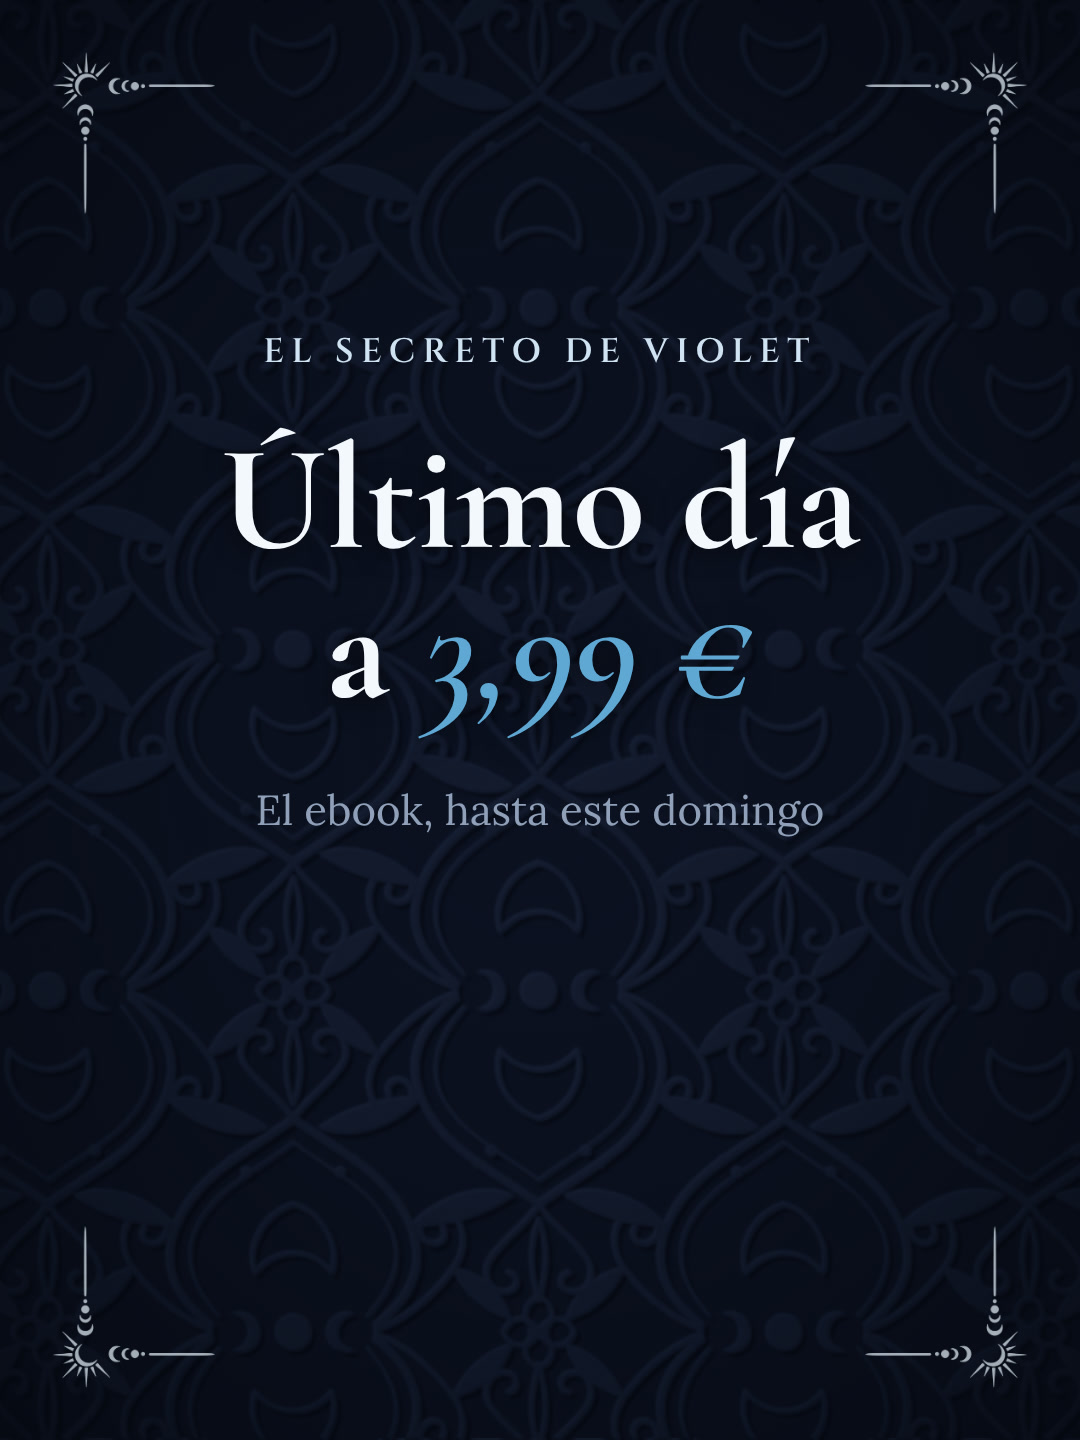 EL SECRETO DE VIOLET
Último día
a 3,99 €
El ebook, hasta este domingo